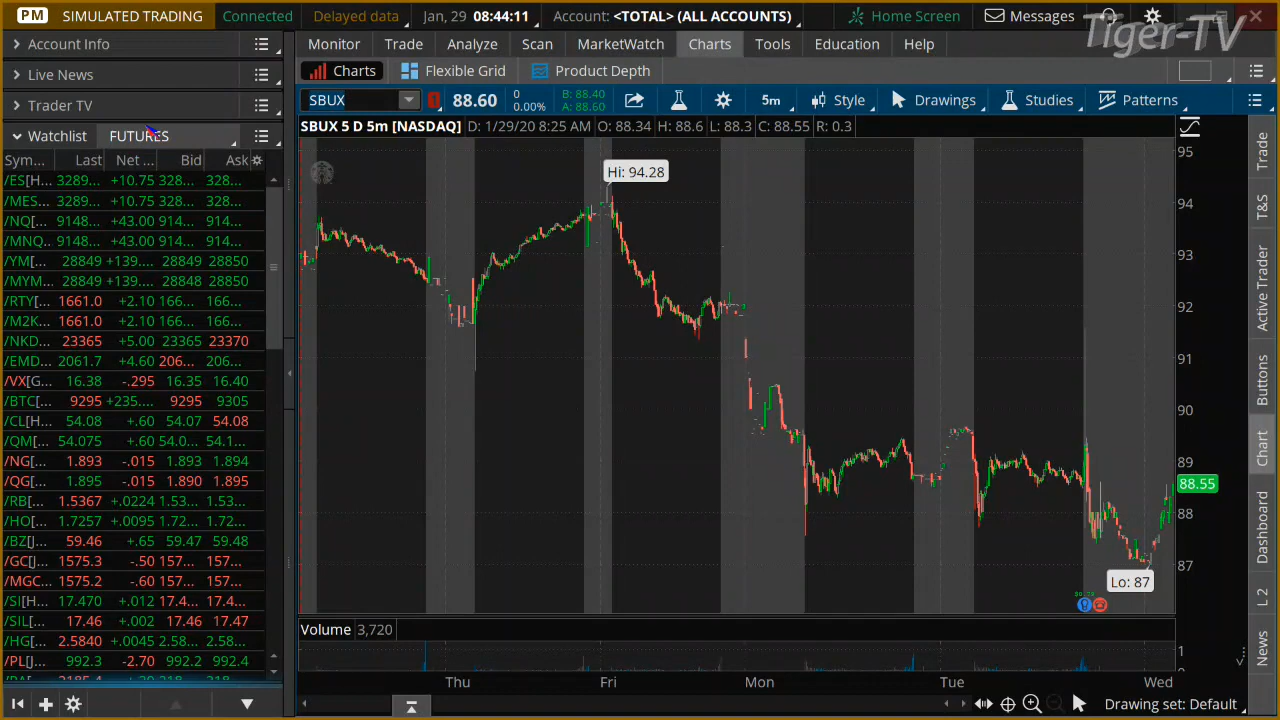 PM SIMULATED TRADING Connected Delayed data Jan, 29 08:44:11 Account: <TOTAL> (ALL ACCOUNTS) Home Screen Messages
Tiger-TV
Account Info
Live News
Trader TV
Watchlist FUTURES
Monitor Trade Analyze Scan MarketWatch Charts Tools Education Help
Charts Flexible Grid Product Depth
SBUX 88.60 0 0.00% B: 88.40 A: 88.60 5m Style Drawings Studies Patterns
SBUX 5 D 5m [NASDAQ] D: 1/29/20 8:25 AM O: 88.34 H: 88.6 L: 88.3 C: 88.55 R: 0.3
Sym... Last Net ... Bid Ask
/ES[H... 3289... +10.75 328... 328...
/MES... 3289... +10.75 328... 328...
/NQ[... 9148... +43.00 914... 914...
/MNQ... 9148... +43.00 914... 914...
/YM[... 28849 +139.... 28849 28850
/MYM... 28849 +139.... 28848 28850
/RTY[... 1661.0 +2.10 166... 166...
/M2K... 1661.0 +2.10 166... 166...
/NKD... 23365 +5.00 23365 23370
/EMD... 2061.7 +4.60 206... 206...
/VX[G... 16.38 -.295 16.35 16.40
/BTC[... 9295 +235.... 9295 9305
/CL[H... 54.08 +.60 54.07 54.08
/QM[... 54.075 +.60 54.0... 54.1...
/NG[... 1.893 -.015 1.893 1.894
/QG[... 1.895 -.015 1.890 1.895
/RB[... 1.5367 +.0224 1.53... 1.53...
/HO[... 1.7257 +.0095 1.72... 1.72...
/BZ[J... 59.46 +.65 59.47 59.48
/GC[J... 1575.3 -.50 157... 157...
/MGC... 1575.2 -.60 157... 157...
/SI[H... 17.470 +.012 17.4... 17.4...
/SIL[... 17.46 +.002 17.46 17.47
/HG[... 2.5840 +.0045 2.58... 2.58...
/PL[J... 992.3 -2.70 992.2 992.4
Hi: 94.28
Lo: 87
95
94
93
92
91
90
89
88.55
88
87
Volume 3,720
1
Thu Fri Mon Tue Wed
Drawing set: Default
Trade
T&S
Active Trader
Buttons
Chart
Dashboard
L 2
News